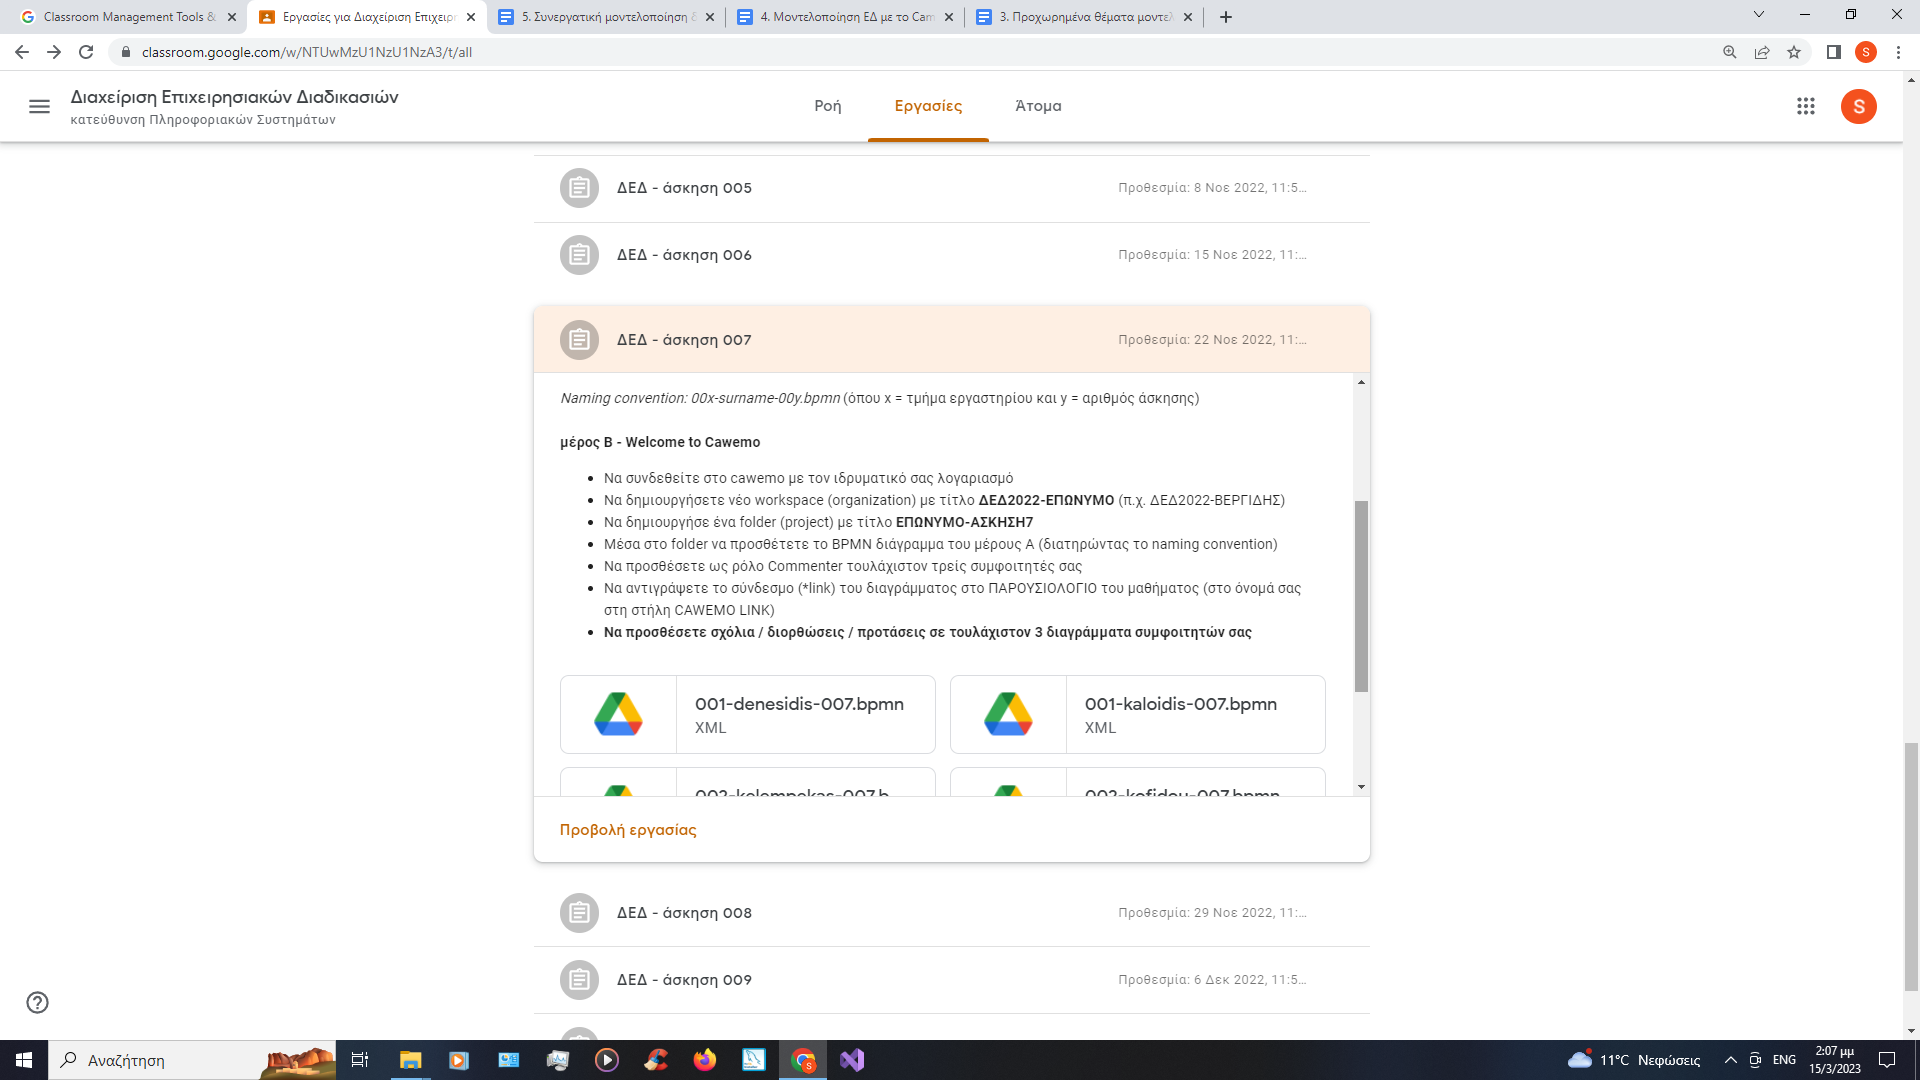 Classroom Management Tools &
Εργασίες για Διαχείριση Επιχειρ
5. Συνεργατική μοντελοποίηση δ
4. Μοντελοποίηση ΕΔ με το Cam
3. Προχωρημένα θέματα μοντελ
classroom.google.com/w/NTUwMzU1NzU1NzA3/t/all
S
Διαχείριση Επιχειρησιακών Διαδικασιών
κατεύθυνση Πληροφοριακών Συστημάτων
Ροή
Εργασίες
Άτομα
S
ΔΕΔ - άσκηση 005
Προθεσμία: 8 Νοε 2022, 11:5…
ΔΕΔ - άσκηση 006
Προθεσμία: 15 Νοε 2022, 11:…
ΔΕΔ - άσκηση 007
Προθεσμία: 22 Νοε 2022, 11:…
Naming convention: 00x-surname-00y.bpmn (όπου x = τμήμα εργαστηρίου και y = αριθμός άσκησης)
μέρος Β - Welcome to Cawemo
• Να συνδεθείτε στο cawemo με τον ιδρυματικό σας λογαριασμό
• Να δημιουργήσετε νέο workspace (organization) με τίτλο ΔΕΔ2022-ΕΠΩΝΥΜΟ (π.χ. ΔΕΔ2022-ΒΕΡΓΙΔΗΣ)
• Να δημιουργήσε ένα folder (project) με τίτλο ΕΠΩΝΥΜΟ-ΑΣΚΗΣΗ7
• Μέσα στο folder να προσθέτετε το BPMN διάγραμμα του μέρους Α (διατηρώντας το naming convention)
• Να προσθέσετε ως ρόλο Commenter τουλάχιστον τρείς συμφοιτητές σας
• Να αντιγράψετε το σύνδεσμο (*link) του διαγράμματος στο ΠΑΡΟΥΣΙΟΛΟΓΙΟ του μαθήματος (στο όνομά σας
στη στήλη CAWEMO LINK)
• Να προσθέσετε σχόλια / διορθώσεις / προτάσεις σε τουλάχιστον 3 διαγράμματα συμφοιτητών σας
001-denesidis-007.bpmn
XML
001-kaloidis-007.bpmn
XML
002-kelempekas-007.b…
002-kofidou-007.bpmn
Προβολή εργασίας
ΔΕΔ - άσκηση 008
Προθεσμία: 29 Νοε 2022, 11:…
ΔΕΔ - άσκηση 009
Προθεσμία: 6 Δεκ 2022, 11:5…
Αναζήτηση
11°C Νεφώσεις
ENG
2:07 μμ
15/3/2023